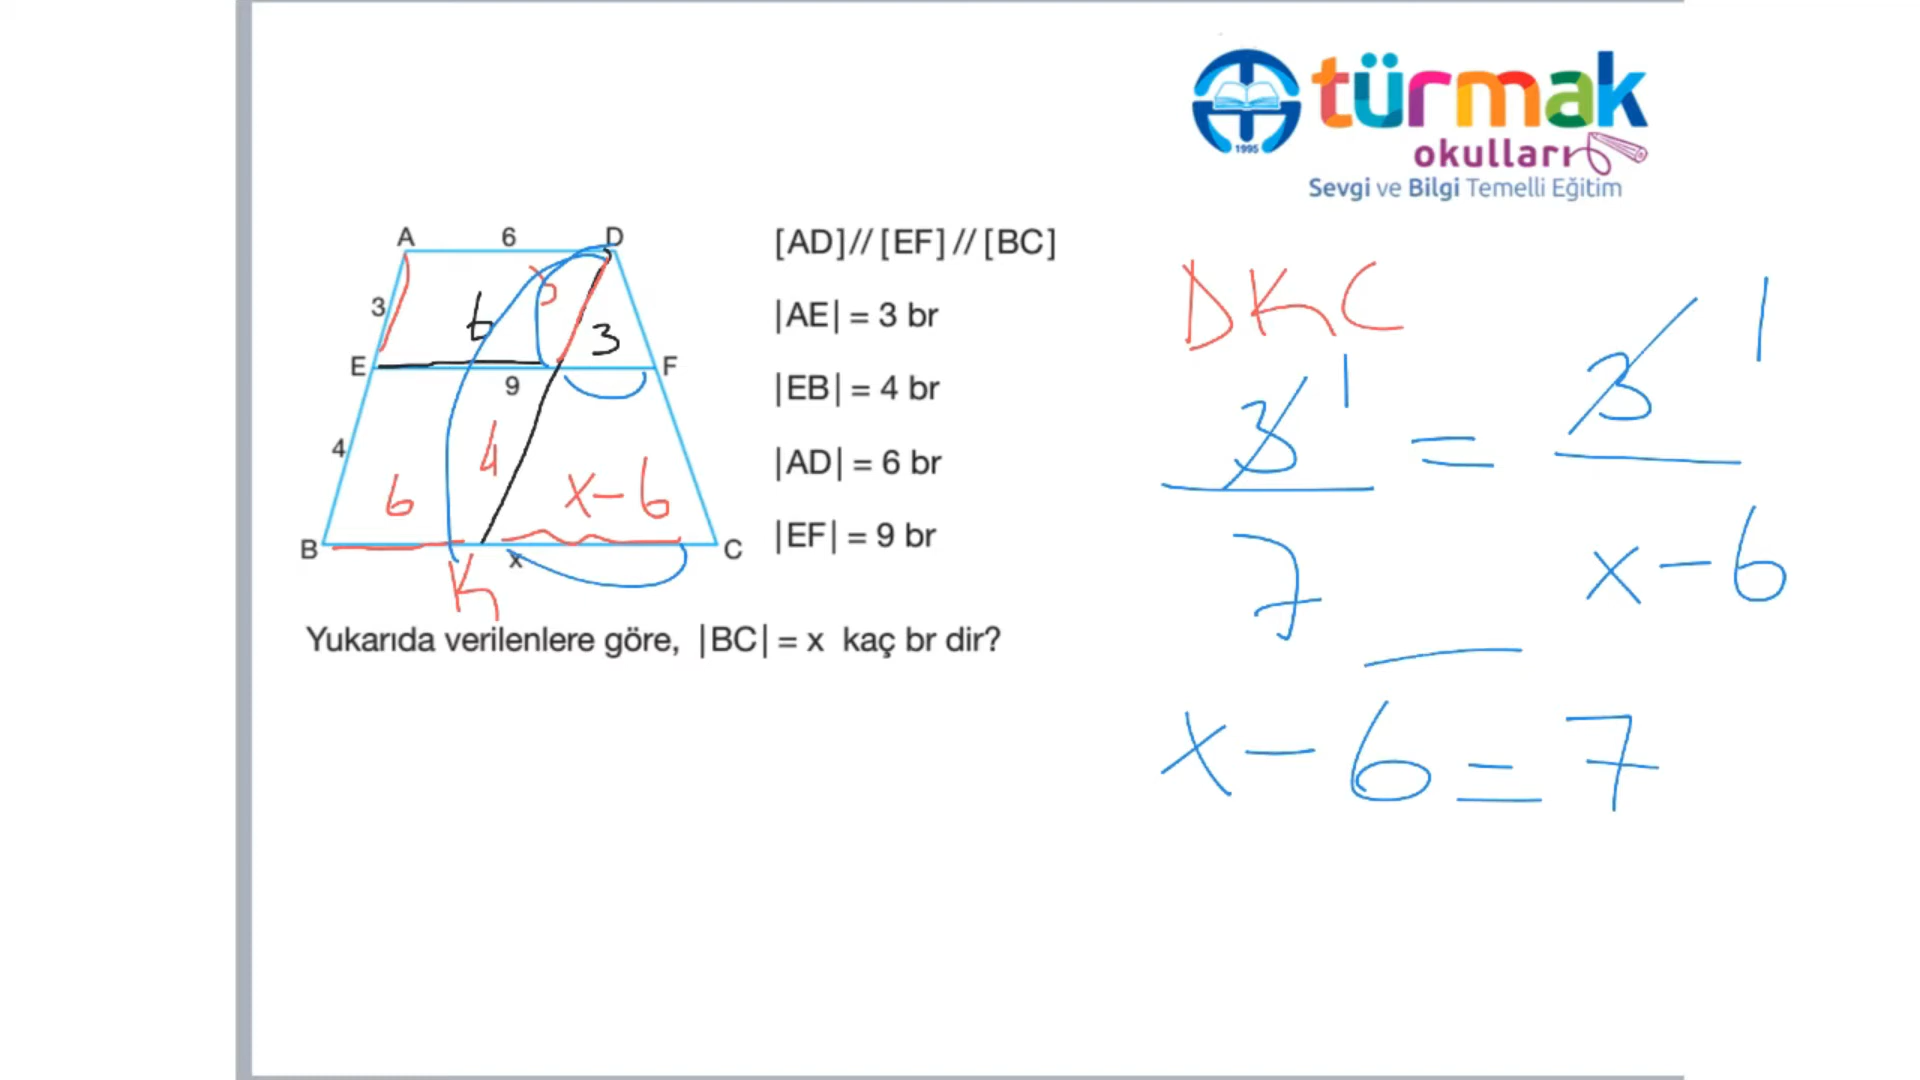 türmak
okulları
1995
Sevgi ve Bilgi Temelli Eğitim
A 6 D
3 6 3 3
E 9 F
4 4
6 x-6
B x C
K
[AD]//[EF]//[BC]
|AE| = 3 br
|EB| = 4 br
|AD| = 6 br
|EF| = 9 br
Yukarıda verilenlere göre, |BC| = x kaç br dir?
DKC
3 1 = 3 1
7 x-6
x-6=7